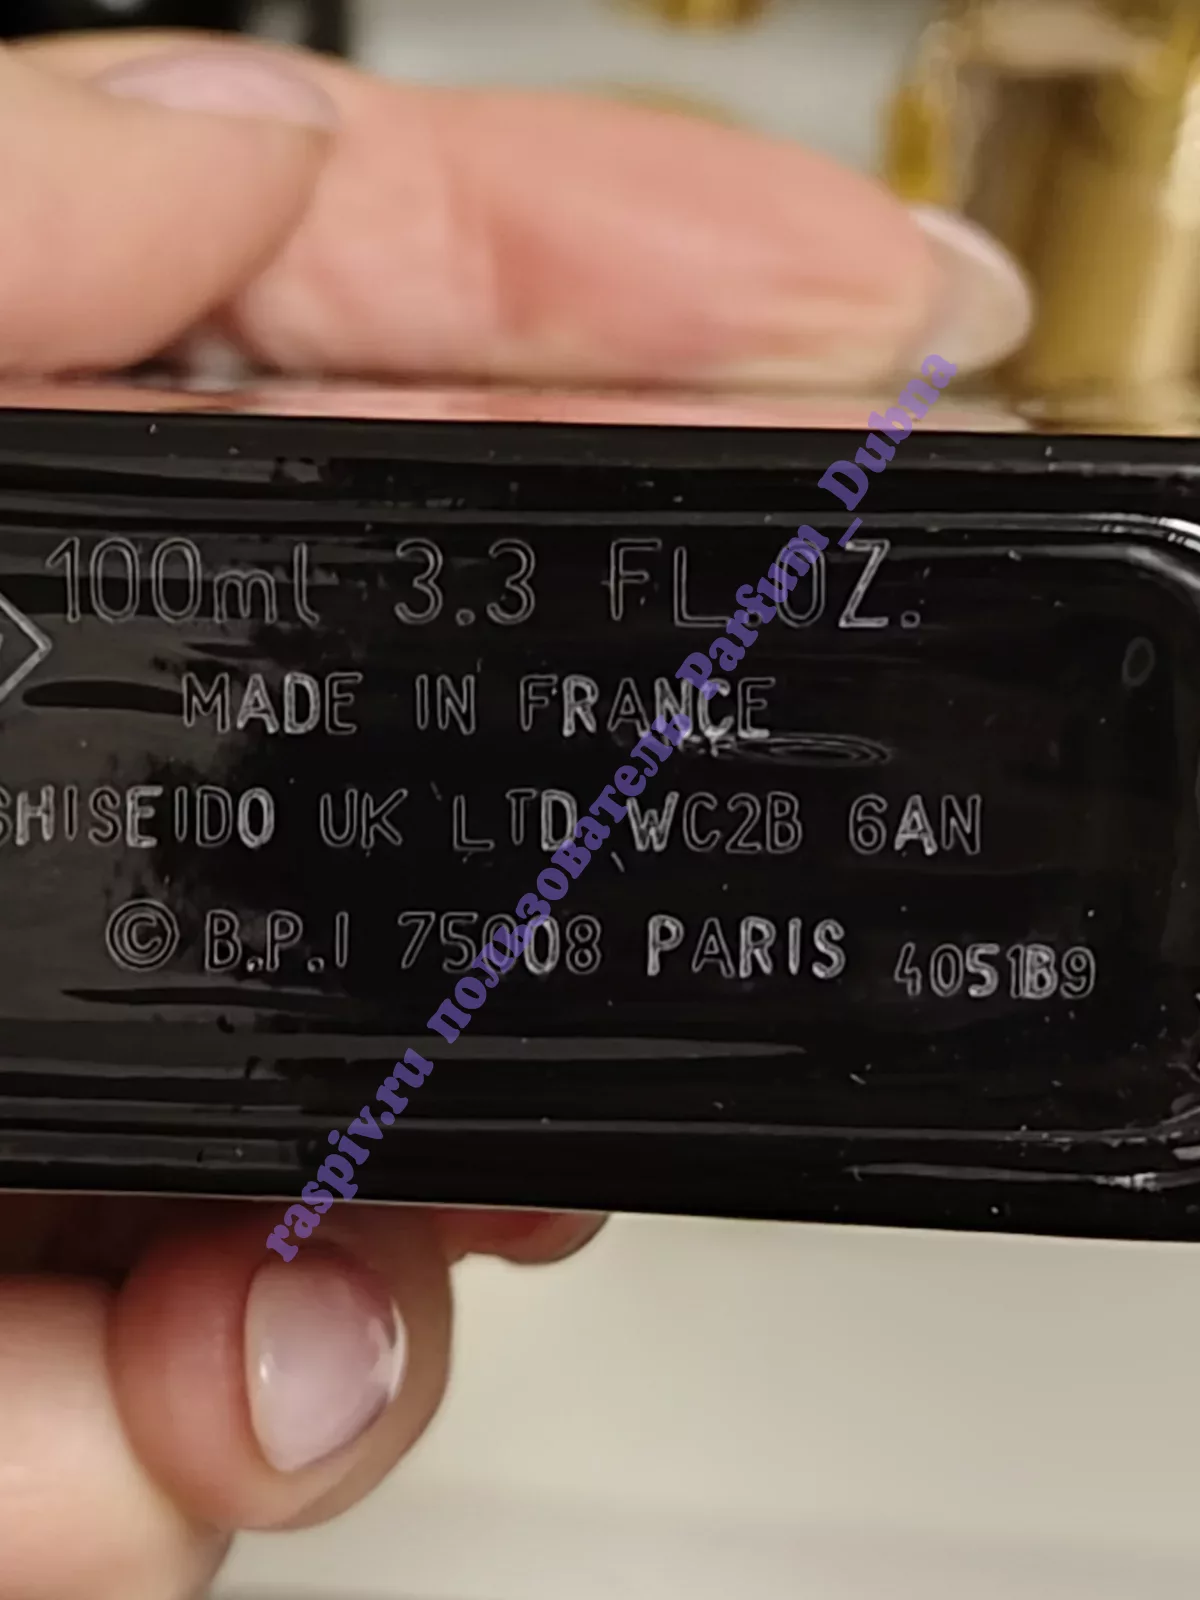 100ml 3.3 FL.OZ.
MADE IN FRANCE
SHISEIDO UK LTD WC2B 6AN
© B.P.I 75008 PARIS 4051B9
raspiv.ru пользователь Parfum_Dubna